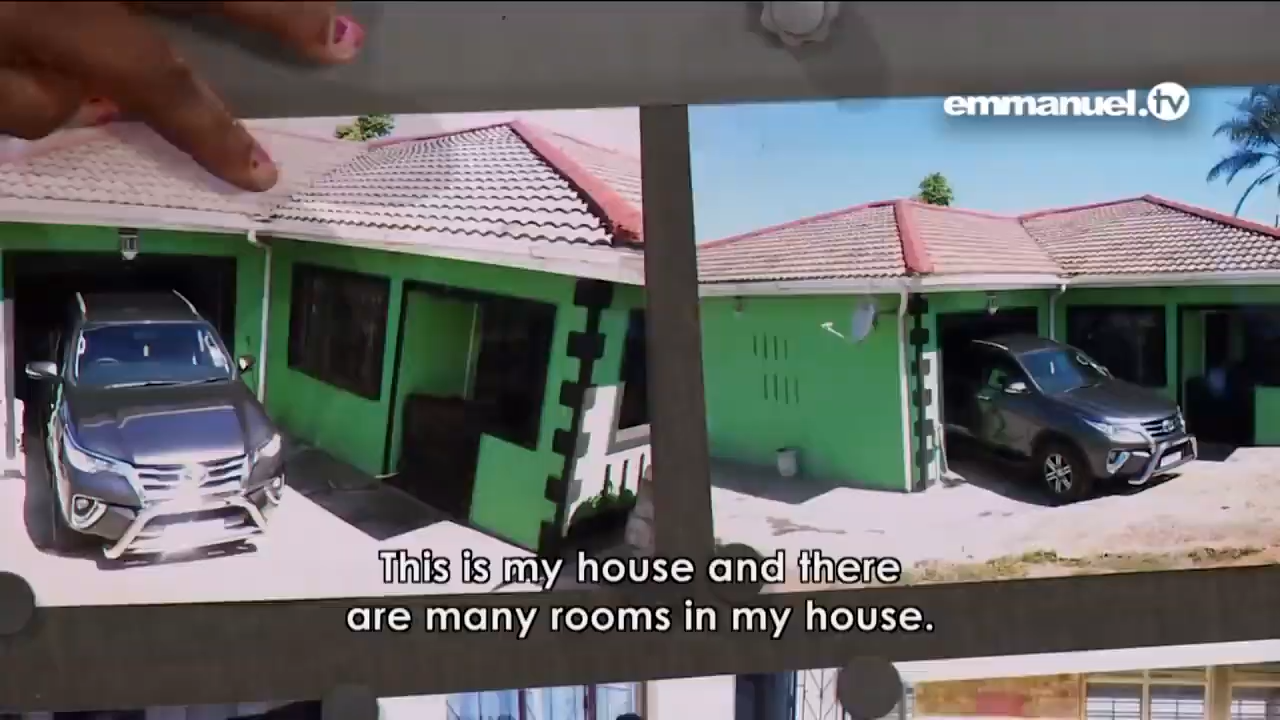 emmanuel.tv
This is my house and there
are many rooms in my house.